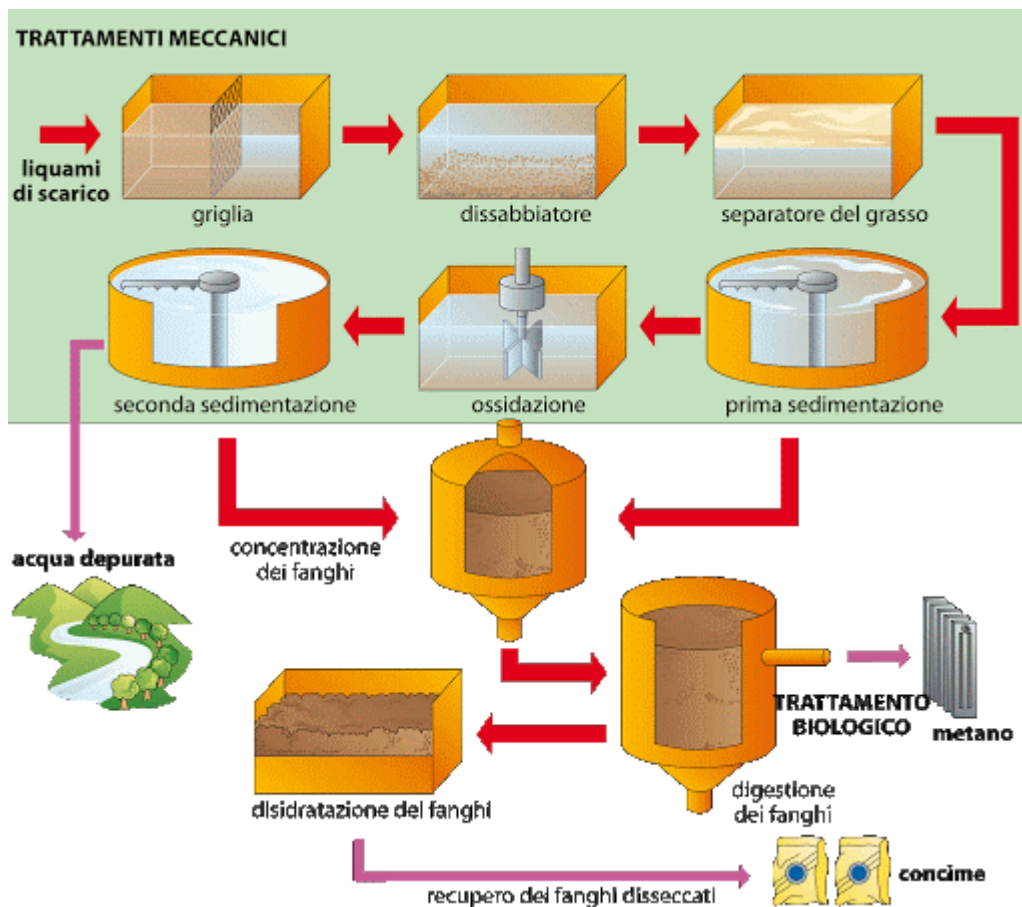 TRATTAMENTI MECCANICI
liquami
di scarico
griglia
dissabbiatore
separatore del grasso
seconda sedimentazione
ossidazione
prima sedimentazione
concentrazione
dei fanghi
acqua depurata
TRATTAMENTO
BIOLOGICO
metano
digestione
dei fanghi
disidratazione dei fanghi
recupero dei fanghi disseccati
concime